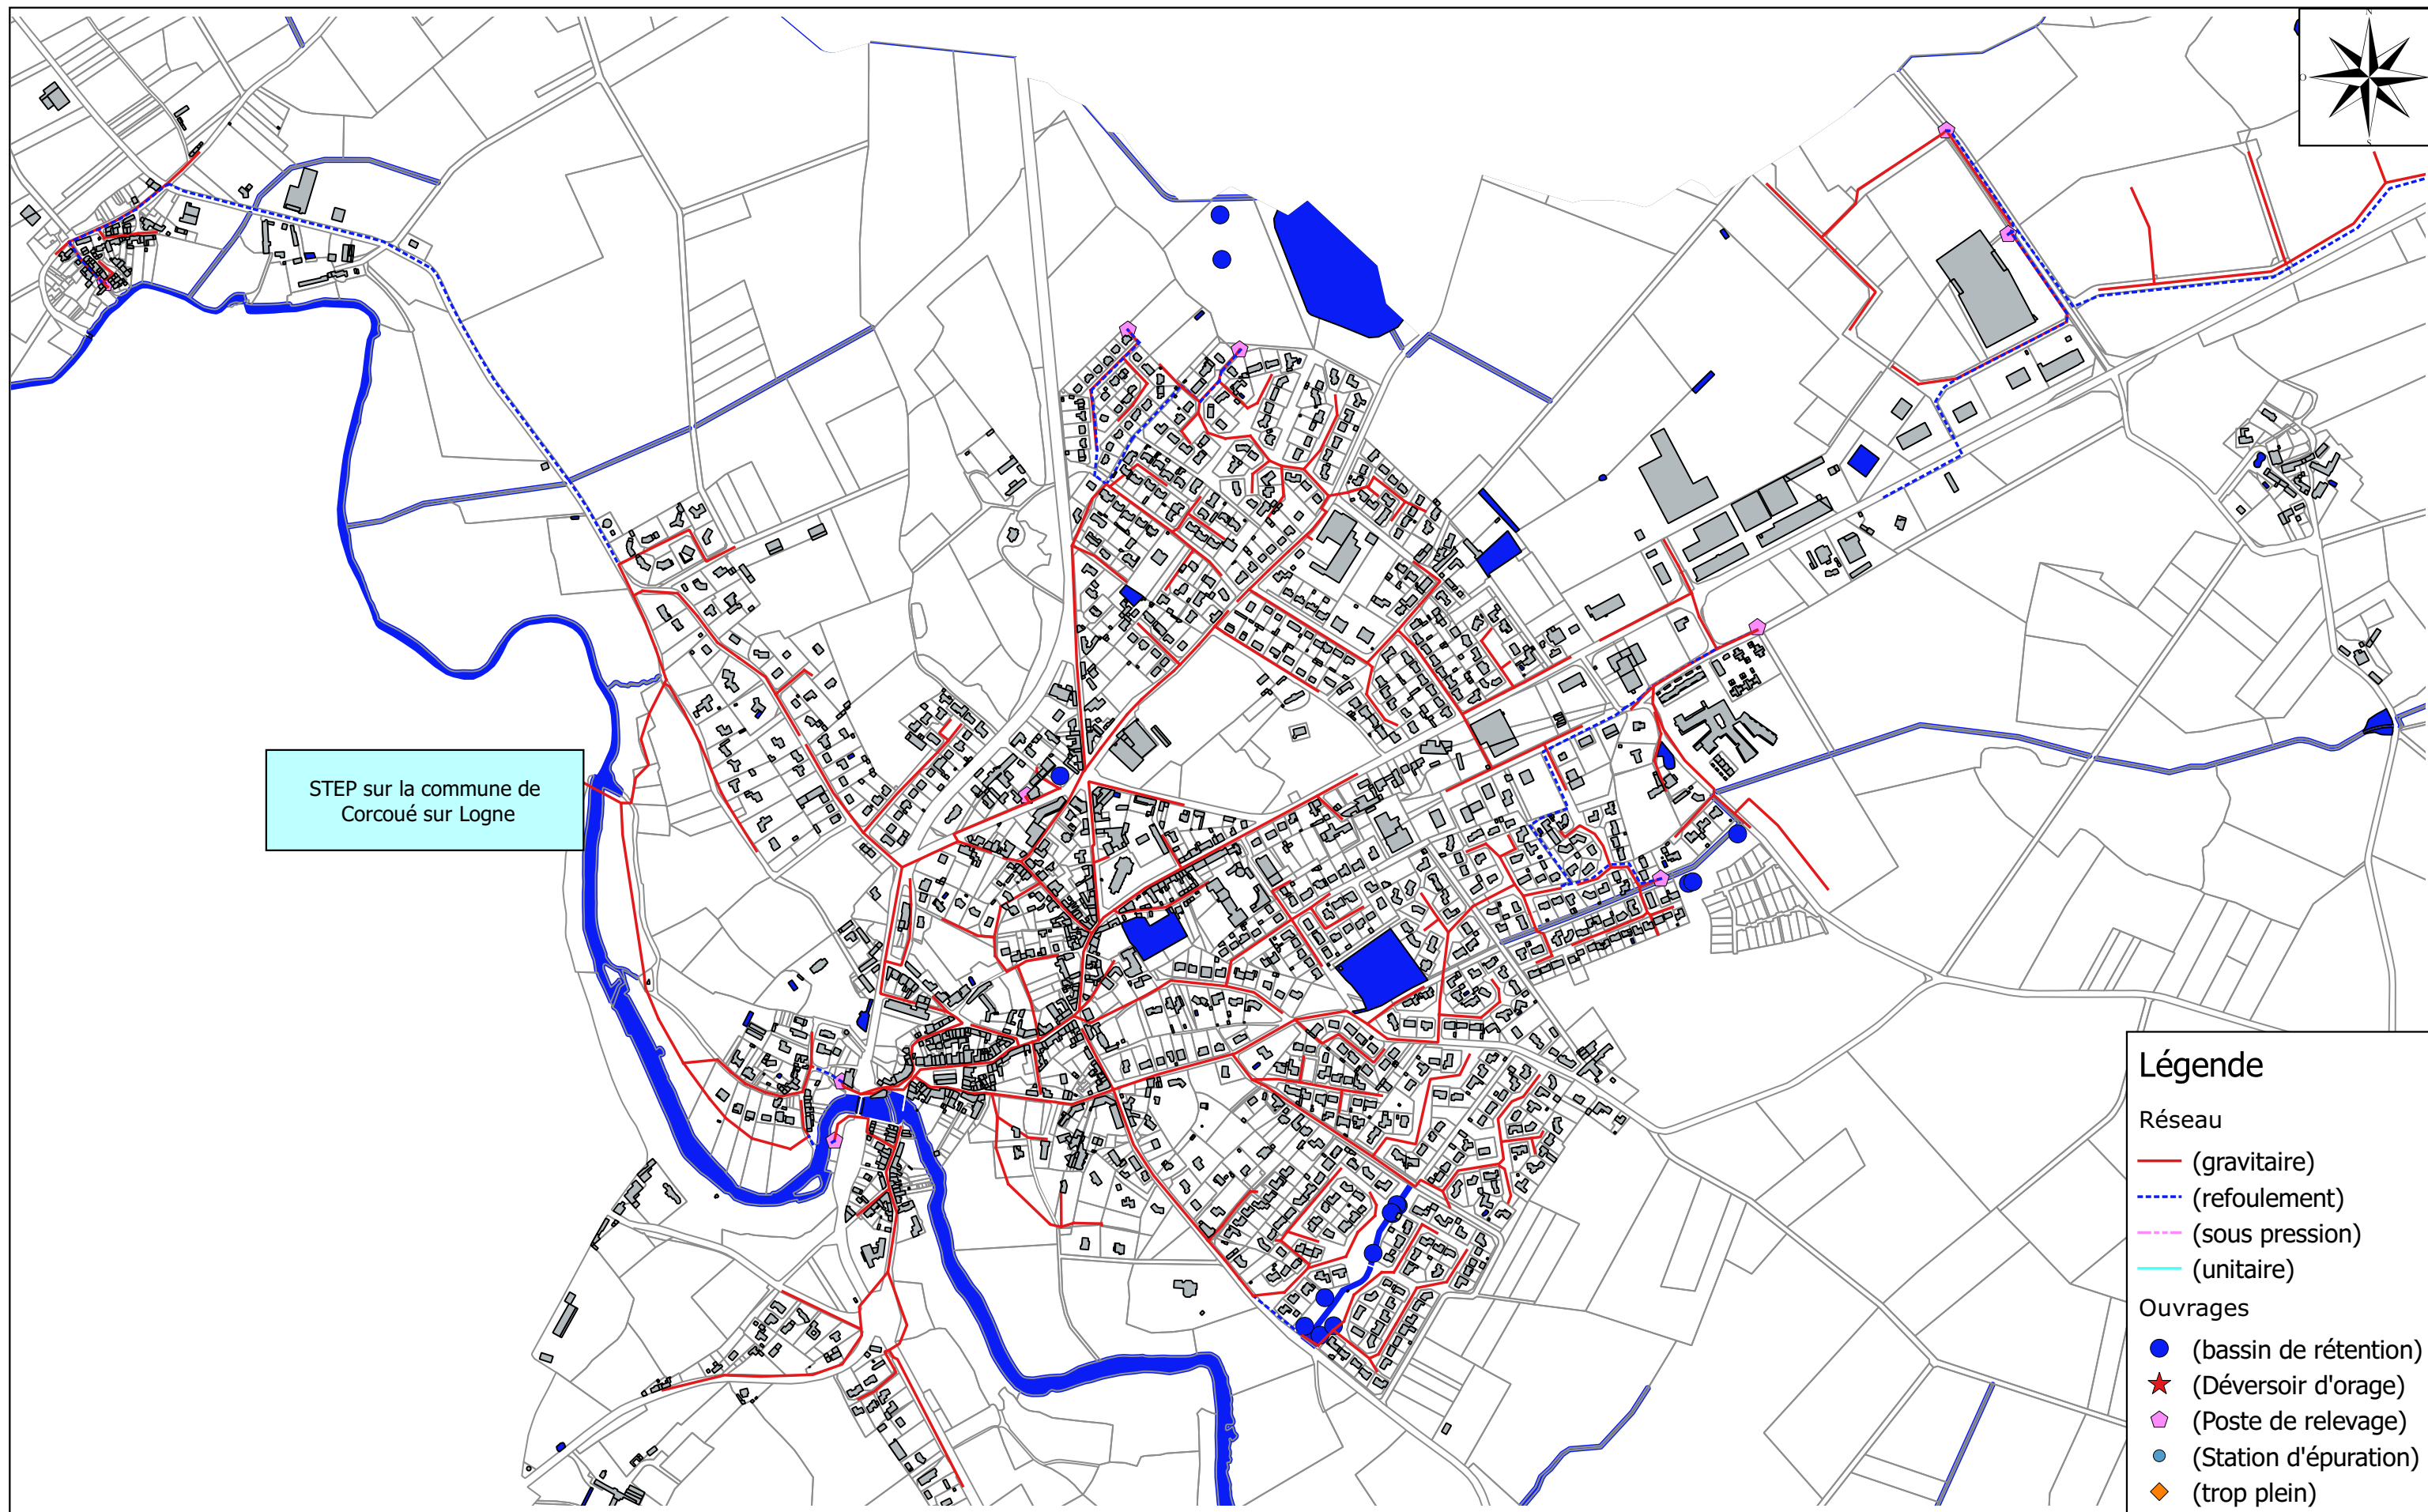 N
O
S
STEP sur la commune de
Corcoué sur Logne
Légende
Réseau
(gravitaire)
(refoulement)
(sous pression)
(unitaire)
Ouvrages
(bassin de rétention)
(Déversoir d'orage)
(Poste de relevage)
(Station d'épuration)
(trop plein)